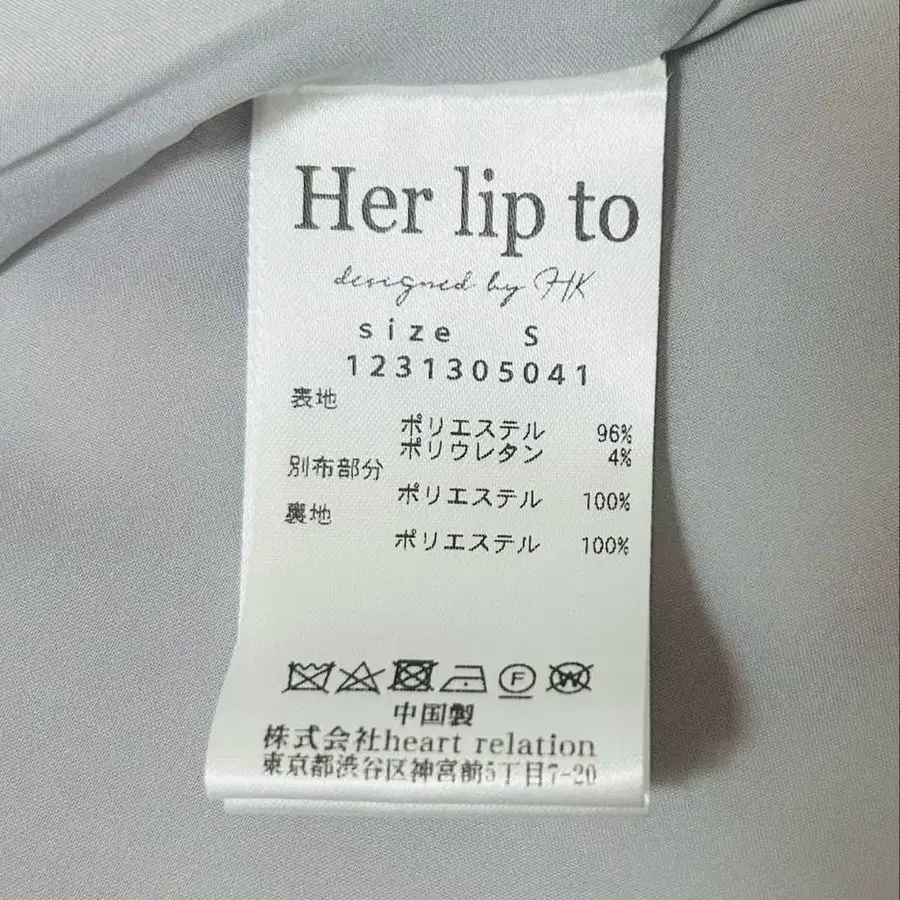 Her lip to
designed by HK
size S
1231305041
表地
ポリエステル 96%
ポリウレタン 4%
別布部分
ポリエステル 100%
裏地
ポリエステル 100%
F W
中国製
株式会社heart relation
東京都渋谷区神宮前5丁目7-20